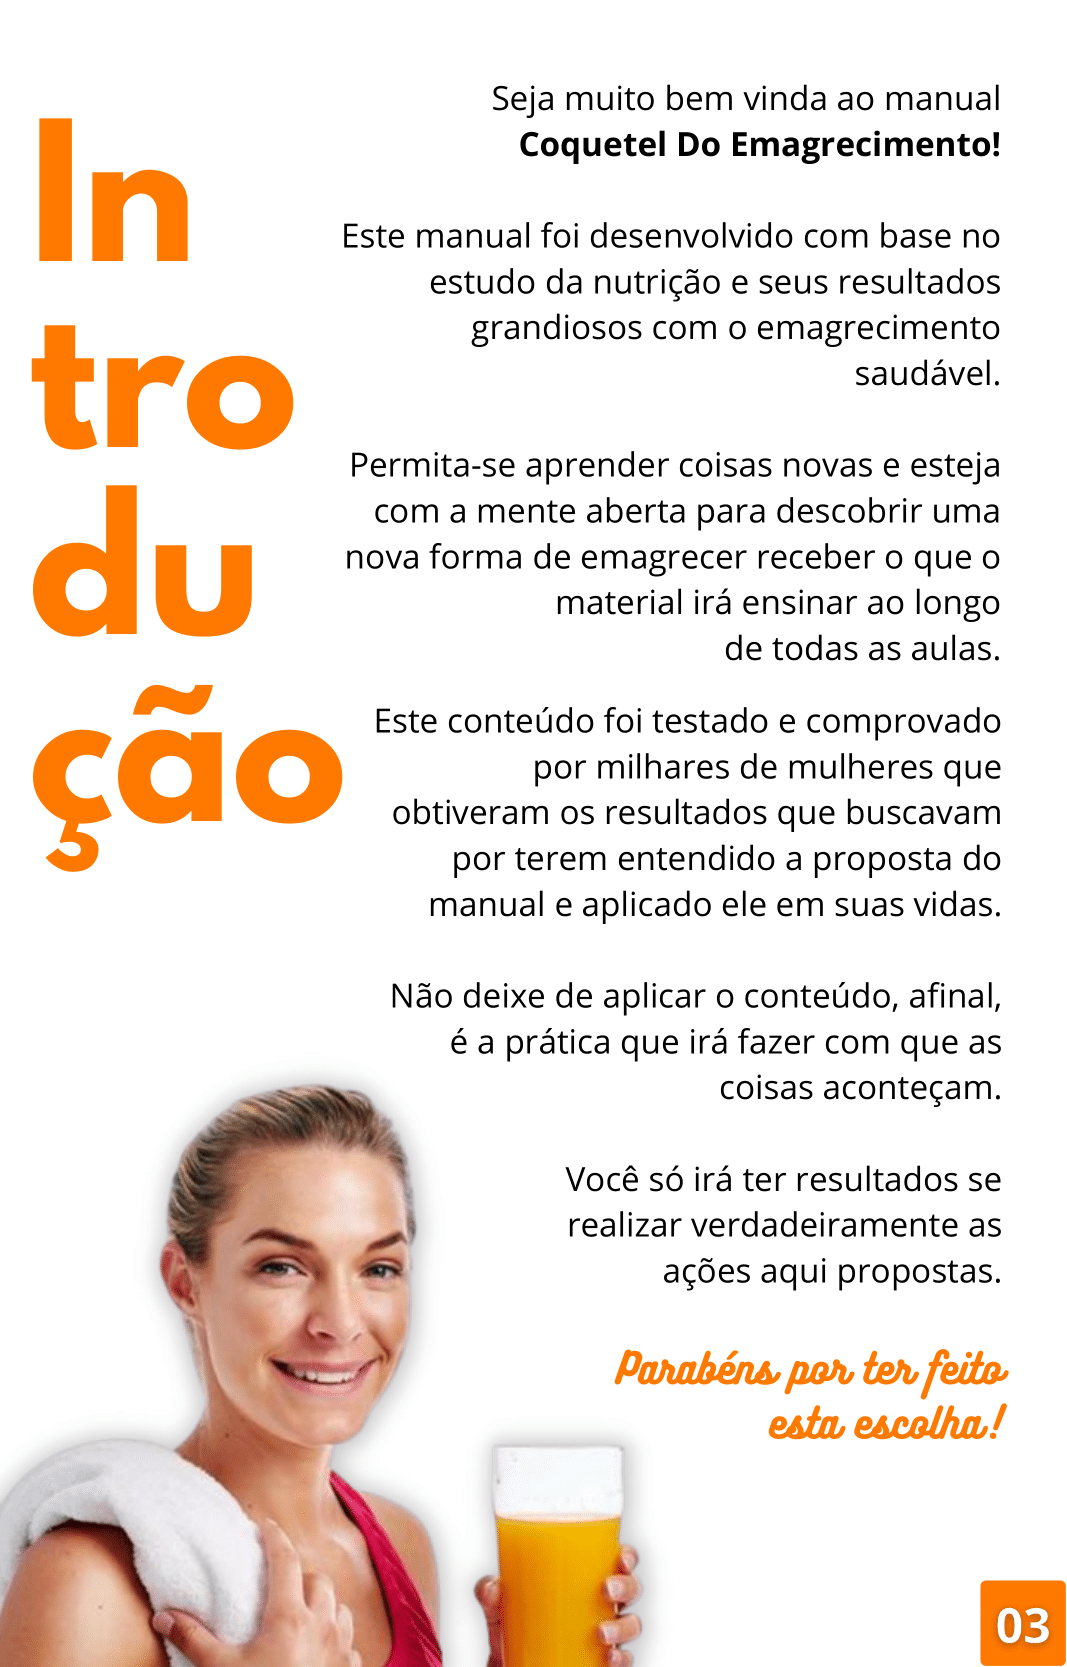 In
tro
du
ção
Seja muito bem vinda ao manual
Coquetel Do Emagrecimento!
Este manual foi desenvolvido com base no
estudo da nutrição e seus resultados
grandiosos com o emagrecimento
saudável.
Permita-se aprender coisas novas e esteja
com a mente aberta para descobrir uma
nova forma de emagrecer receber o que o
material irá ensinar ao longo
de todas as aulas.
Este conteúdo foi testado e comprovado
por milhares de mulheres que
obtiveram os resultados que buscavam
por terem entendido a proposta do
manual e aplicado ele em suas vidas.
Não deixe de aplicar o conteúdo, afinal,
é a prática que irá fazer com que as
coisas aconteçam.
Você só irá ter resultados se
realizar verdadeiramente as
ações aqui propostas.
Parabéns por ter feito
esta escolha!
03